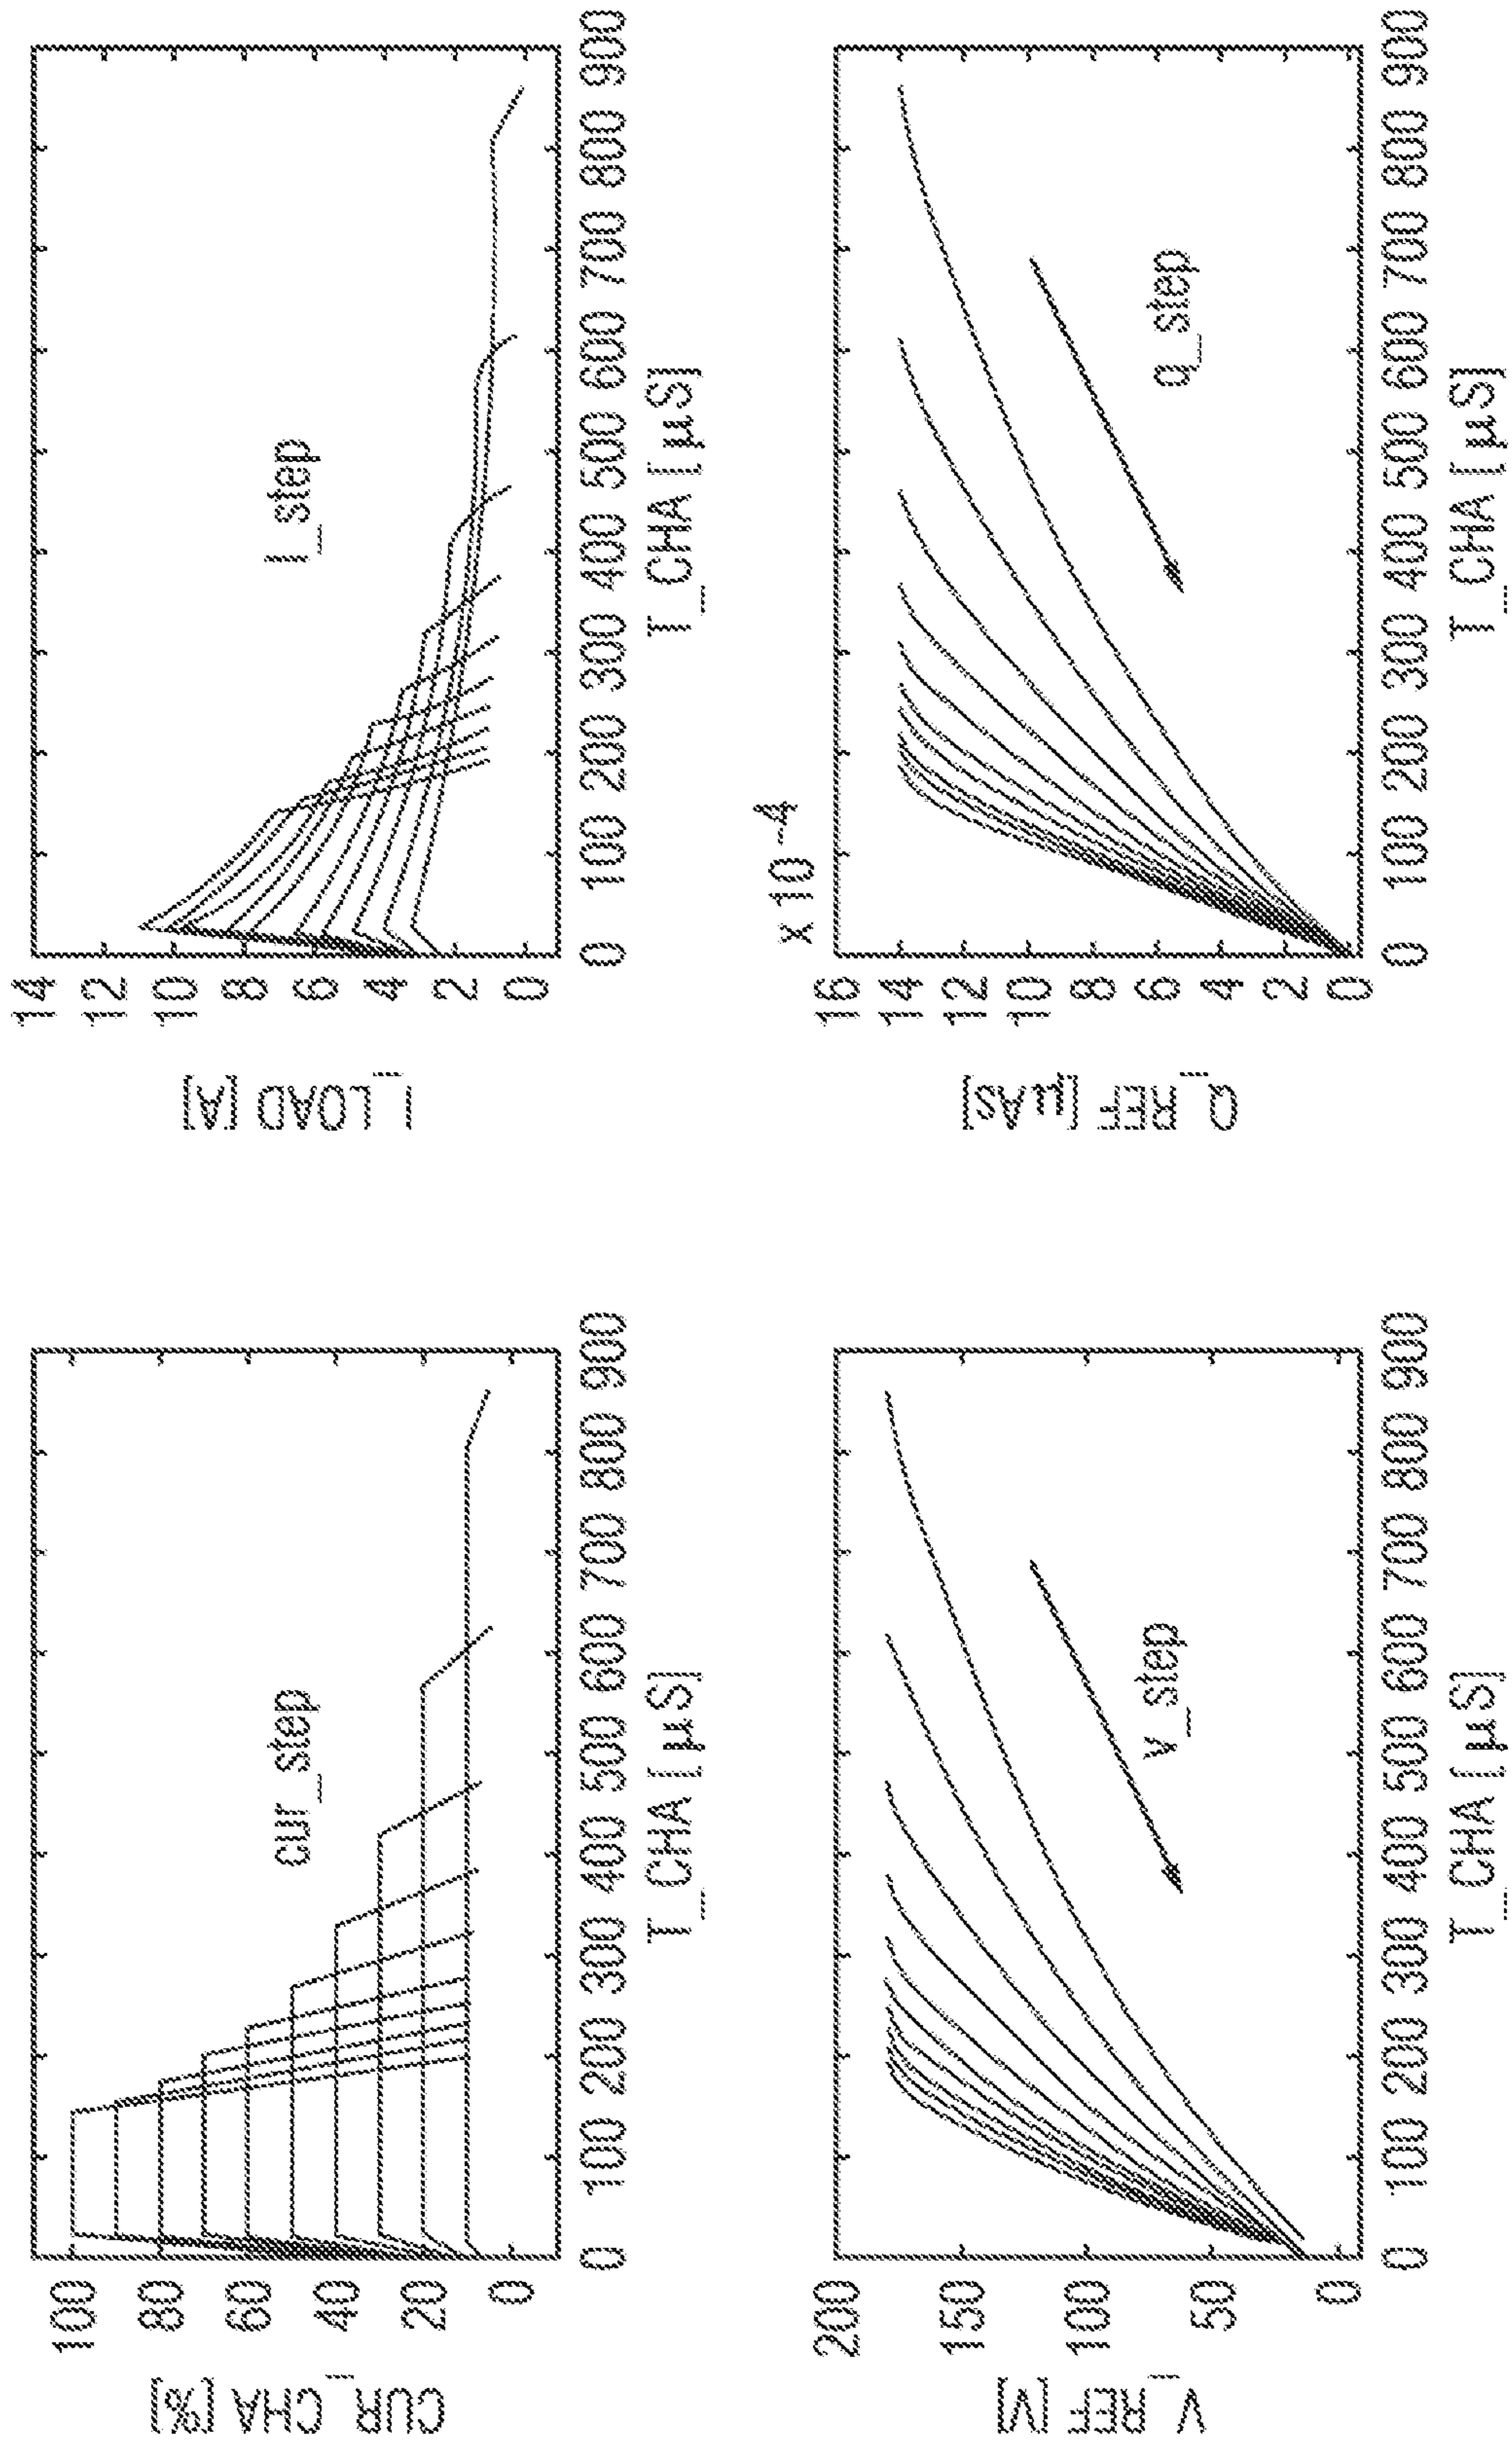 CUR_CHA [%]
100
80
60
40
20
0
cur_step
0 100 200 300 400 500 600 700 800 900
T_CHA [µS]
I_LOAD [A]
14
12
10
8
6
4
2
0
I_step
0 100 200 300 400 500 600 700 800 900
T_CHA [µS]
V_REF [V]
200
150
100
50
0
v_step
0 100 200 300 400 500 600 700 800 900
T_CHA [µS]
Q_REF [µAs]
x 10 -4
16
14
12
10
8
6
4
2
0
q_step
0 100 200 300 400 500 600 700 800 900
T_CHA [µS]